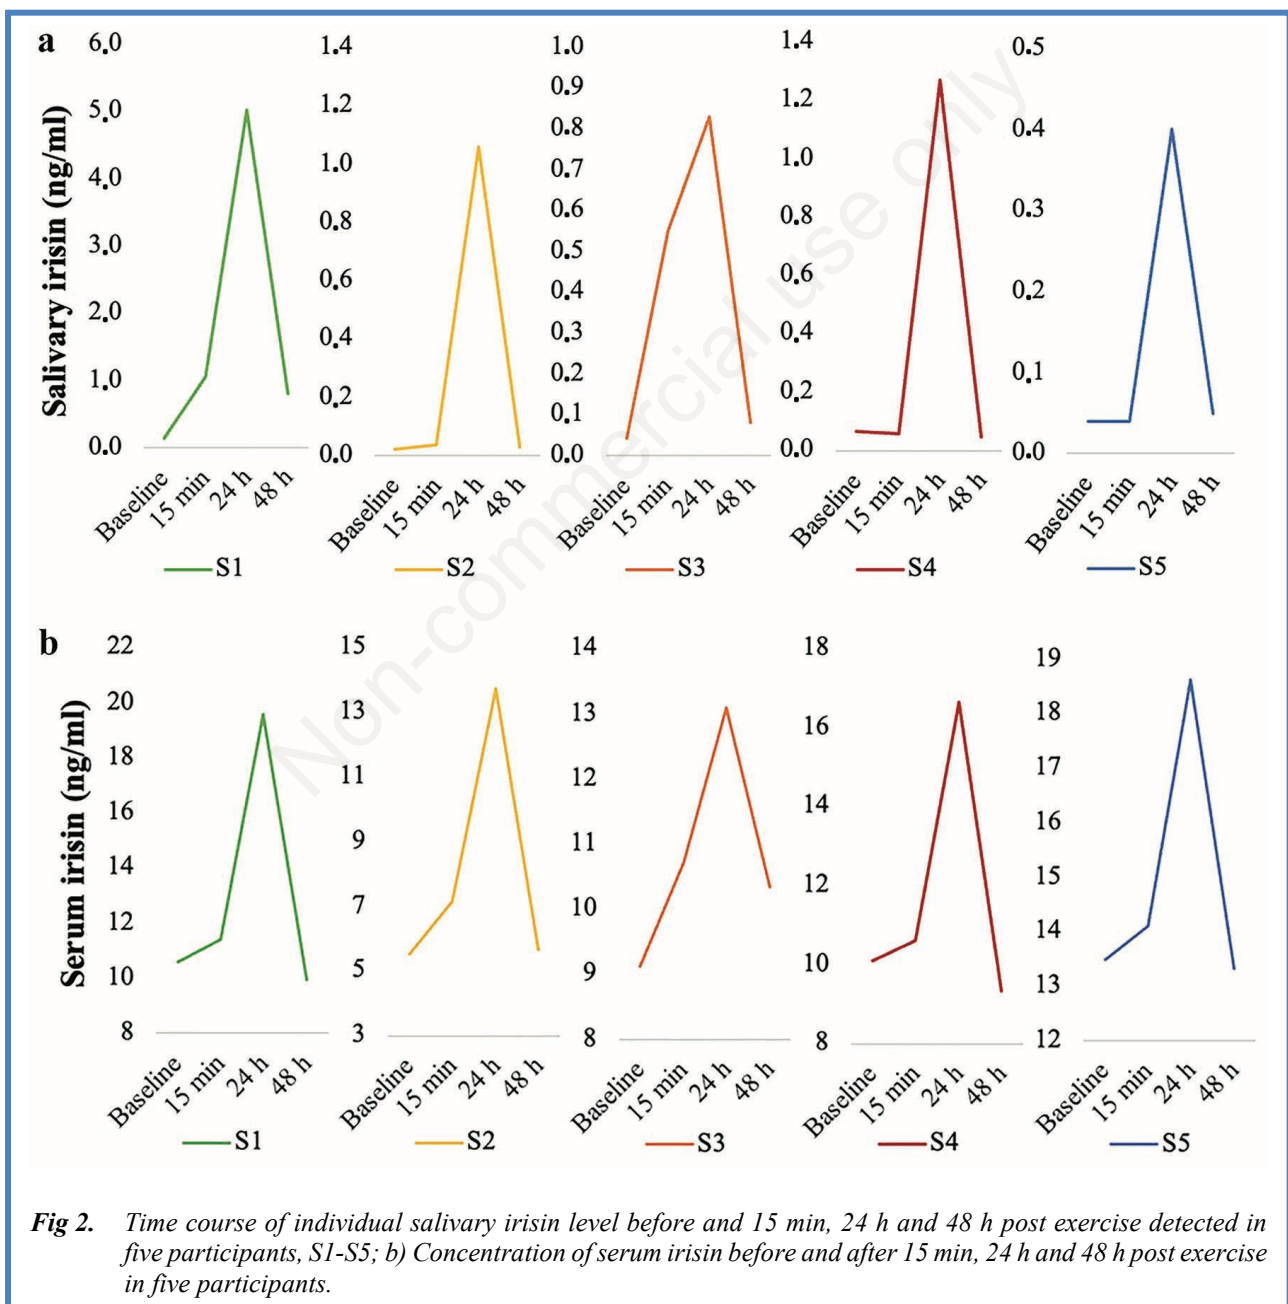 a
Salivary irisin (ng/ml)
6.0
5.0
4.0
3.0
2.0
1.0
0.0
Baseline
15 min
24 h
48 h
S1
1.4
1.2
1.0
0.8
0.6
0.4
0.2
0.0
Baseline
15 min
24 h
48 h
S2
1.0
0.9
0.8
0.7
0.6
0.5
0.4
0.3
0.2
0.1
0.0
Baseline
15 min
24 h
48 h
S3
1.4
1.2
1.0
0.8
0.6
0.4
0.2
0.0
Baseline
15 min
24 h
48 h
S4
0.5
0.4
0.3
0.2
0.1
0.0
Baseline
15 min
24 h
48 h
S5
Non-commercial use only
b
Serum irisin (ng/ml)
22
20
18
16
14
12
10
8
Baseline
15 min
24 h
48 h
S1
15
13
11
9
7
5
3
Baseline
15 min
24 h
48 h
S2
14
13
12
11
10
9
8
Baseline
15 min
24 h
48 h
S3
18
16
14
12
10
8
Baseline
15 min
24 h
48 h
S4
19
18
17
16
15
14
13
12
Baseline
15 min
24 h
48 h
S5
Fig 2. Time course of individual salivary irisin level before and 15 min, 24 h and 48 h post exercise detected in
five participants, S1-S5; b) Concentration of serum irisin before and after 15 min, 24 h and 48 h post exercise
in five participants.